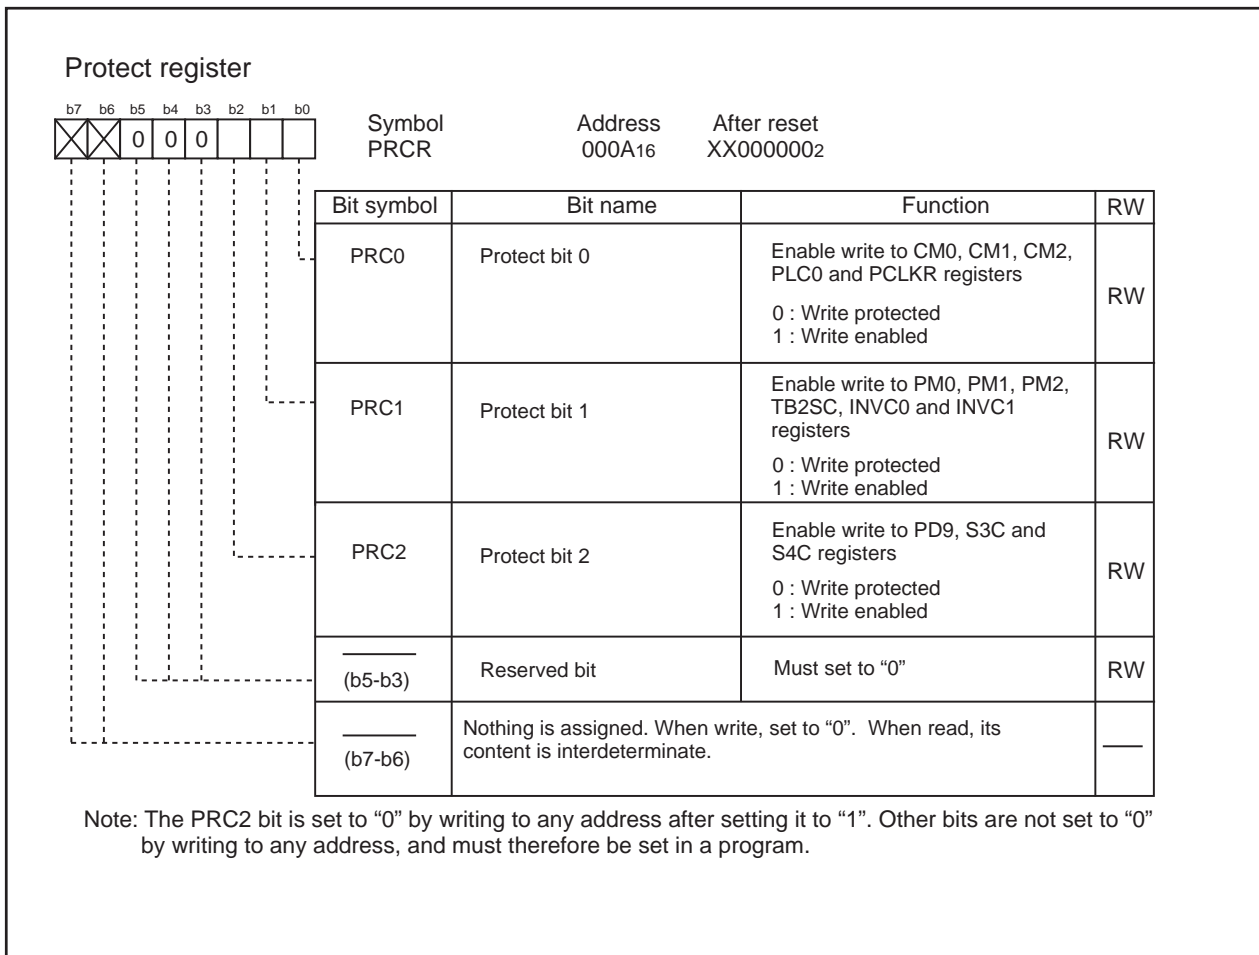 Protect register
b7 b6 b5 b4 b3 b2 b1 b0
0 0 0
Symbol Address After reset
PRCR 000A16 XX0000002
Bit symbol Bit name Function RW
PRC0 Protect bit 0 Enable write to CM0, CM1, CM2,
PLC0 and PCLKR registers
0 : Write protected
1 : Write enabled
RW
PRC1 Protect bit 1 Enable write to PM0, PM1, PM2,
TB2SC, INVC0 and INVC1
registers
0 : Write protected
1 : Write enabled
RW
PRC2 Protect bit 2 Enable write to PD9, S3C and
S4C registers
0 : Write protected
1 : Write enabled
RW
(b5-b3) Reserved bit Must set to “0” RW
(b7-b6) Nothing is assigned. When write, set to “0”. When read, its
content is interdeterminate.
Note: The PRC2 bit is set to “0” by writing to any address after setting it to “1”. Other bits are not set to “0”
by writing to any address, and must therefore be set in a program.